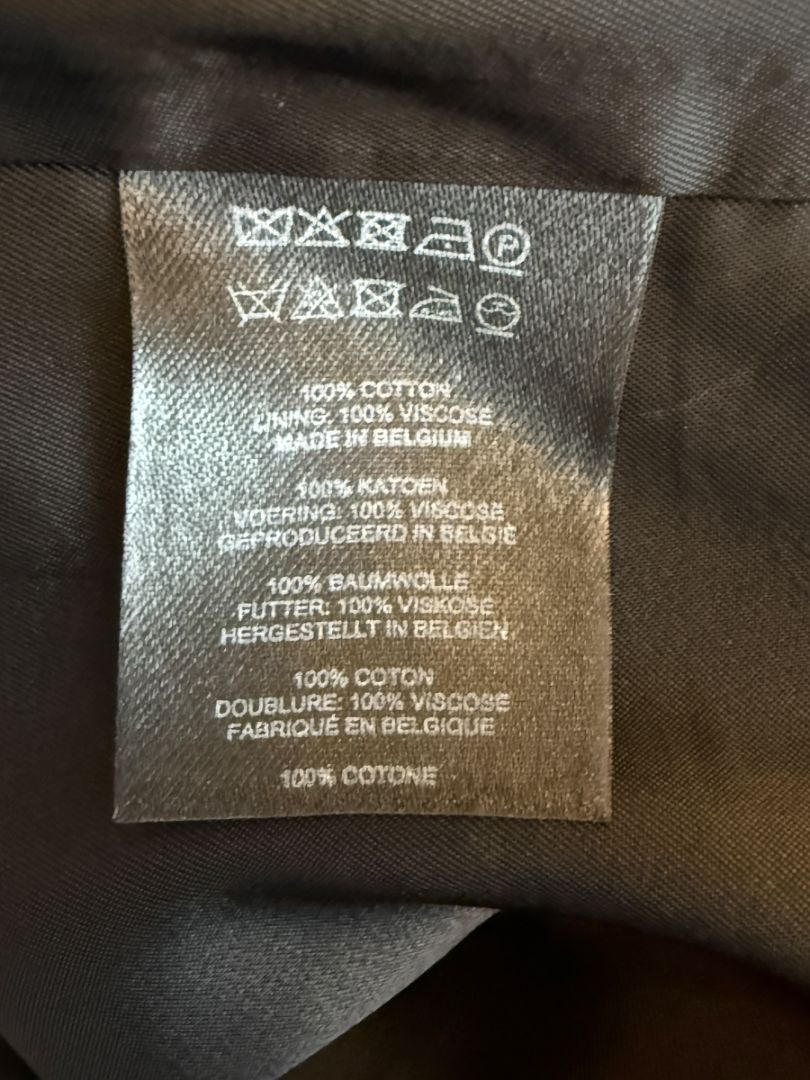 P
100% COTTON
LINING: 100% VISCOSE
MADE IN BELGIUM
100% KATOEN
VOERING: 100% VISCOSE
GEPRODUCEERD IN BELGIË
100% BAUMWOLLE
FUTTER: 100% VISKOSE
HERGESTELLT IN BELGIEN
100% COTON
DOUBLURE: 100% VISCOSE
FABRIQUÉ EN BELGIQUE
100% COTONE